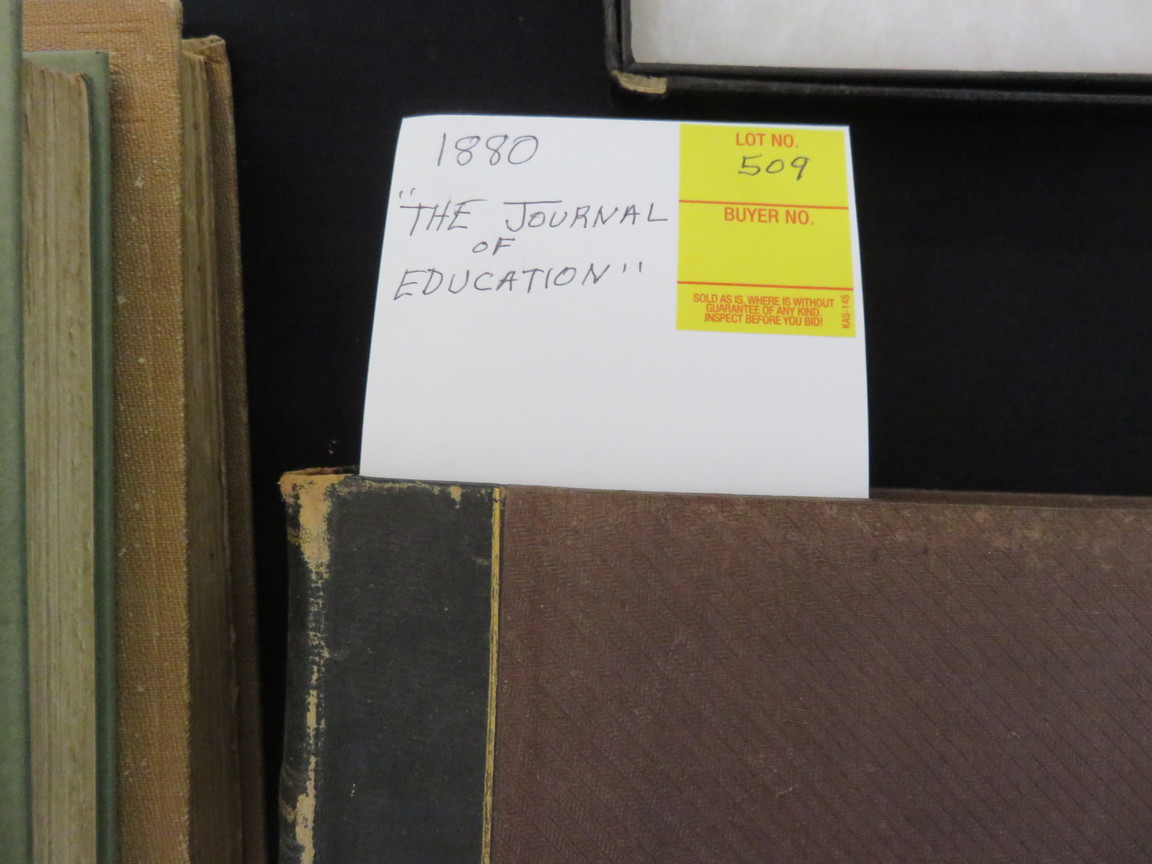 1880
"THE JOURNAL
OF
EDUCATION"
LOT NO.
509
BUYER NO.
SOLD AS IS, WHERE IS WITHOUT
GUARANTEE OF ANY KIND.
INSPECT BEFORE YOU BID!
KAS-14S